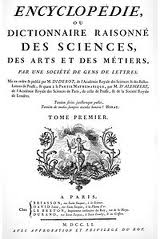 ENCYCLOPÉDIE,
OU
DICTIONNAIRE RAISONNÉ
DES SCIENCES,
DES ARTS ET DES MÉTIERS,
PAR UNE SOCIÉTÉ DE GENS DE LETTRES.
Mis en ordre & publié par M. DIDEROT, de l'Académie Royale des Sciences & des Belles-
Lettres de Prusse; & quant à la PARTIE MATHÉMATIQUE, par M. D'ALEMBERT,
de l'Académie Royale des Sciences de Paris, de celle de Prusse, & de la Société Royale
de Londres.
Tantùm series juncturaque pollet,
Tantùm de medio sumptis accedit honoris! HORAT.
TOME PREMIER.
A PARIS,
Chez BRIASSON, rue Saint Jacques, à la Science.
DAVID l'aîné, rue Saint Jacques, à la Plume d'or.
LE BRETON, Imprimeur ordinaire du Roy, rue de la Harpe.
DURAND, rue Saint Jacques,
M. DCC. LI.
AVEC APPROBATION ET PRIVILEGE DU ROY.